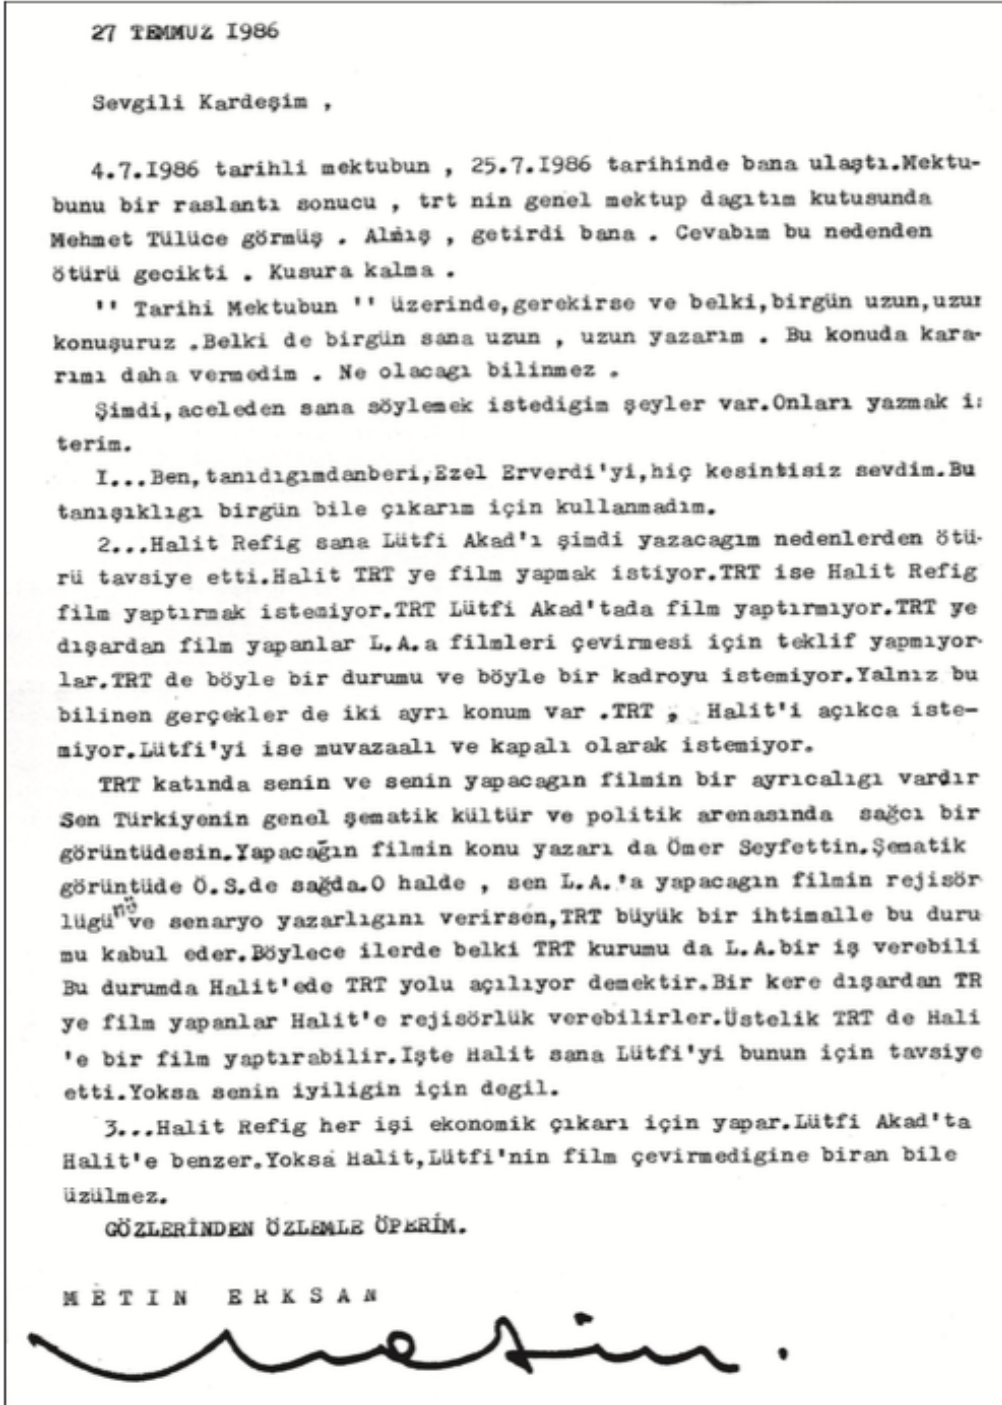 27 TEMMUZ I986
Sevgili Kardeşim ,
4.7.I986 tarihli mektubun , 25.7.I986 tarihinde bana ulaştı.Mektu-
bunu bir raslantı sonucu , trt nin genel mektup dagıtım kutusunda
Mehmet Tülüce görmüş . Almış , getirdi bana . Cevabım bu nedenden
ötürü gecikti . Kusura kalma .
'' Tarihi Mektubun '' üzerinde,gerekirse ve belki,birgün uzun,uzun
konuşuruz .Belki de birgün sana uzun , uzun yazarım . Bu konuda kara-
rımı daha vermedim . Ne olacagı bilinmez .
Şimdi,aceleden sana söylemek istedigim şeyler var.Onları yazmak i
terim.
I...Ben,tanıdıgımdanberi,Ezel Erverdi'yi,hiç kesintisiz sevdim.Bu
tanışıklıgı birgün bile çıkarım için kullanmadım.
2...Halit Refig sana Lütfi Akad'ı şimdi yazacagım nedenlerden ötü-
rü tavsiye etti.Halit TRT ye film yapmak istiyor.TRT ise Halit Refig
film yaptırmak istemiyor.TRT Lütfi Akad'tada film yaptırmıyor.TRT ye
dışardan film yapanlar L.A.a filmleri çevirmesi için teklif yapmıyor-
lar.TRT de böyle bir durumu ve böyle bir kadroyu istemiyor.Yalnız bu
bilinen gerçekler de iki ayrı konum var .TRT , Halit'i açıkca iste-
miyor.Lütfi'yi ise muvazaalı ve kapalı olarak istemiyor.
TRT katında senin ve senin yapacagın filmin bir ayrıcalıgı vardır
Sen Türkiyenin genel şematik kültür ve politik arenasında sağcı bir
görüntüdesin.Yapacağın filmin konu yazarı da Ömer Seyfettin.Şematik
görüntüde Ö.S.de sağda.O halde , sen L.A.'a yapacagın filmin rejisör
lügünü ve senaryo yazarlıgını verirsen,TRT büyük bir ihtimalle bu duru
mu kabul eder.Böylece ilerde belki TRT kurumu da L.A.bir iş verebili
Bu durumda Halit'ede TRT yolu açılıyor demektir.Bir kere dışardan TR
ye film yapanlar Halit'e rejisörlük verebilirler.Üstelik TRT de Hali
'e bir film yaptırabilir.Işte Halit sana Lütfi'yi bunun için tavsiye
etti.Yoksa senin iyiligin için degil.
3...Halit Refig her işi ekonomik çıkarı için yapar.Lütfi Akad'ta
Halit'e benzer.Yoksa Halit,Lütfi'nin film çevirmedigine biran bile
üzülmez.
GÖZLERİNDEN ÖZLEMLE ÖPERİM.
METIN ERKSAN
Metin.